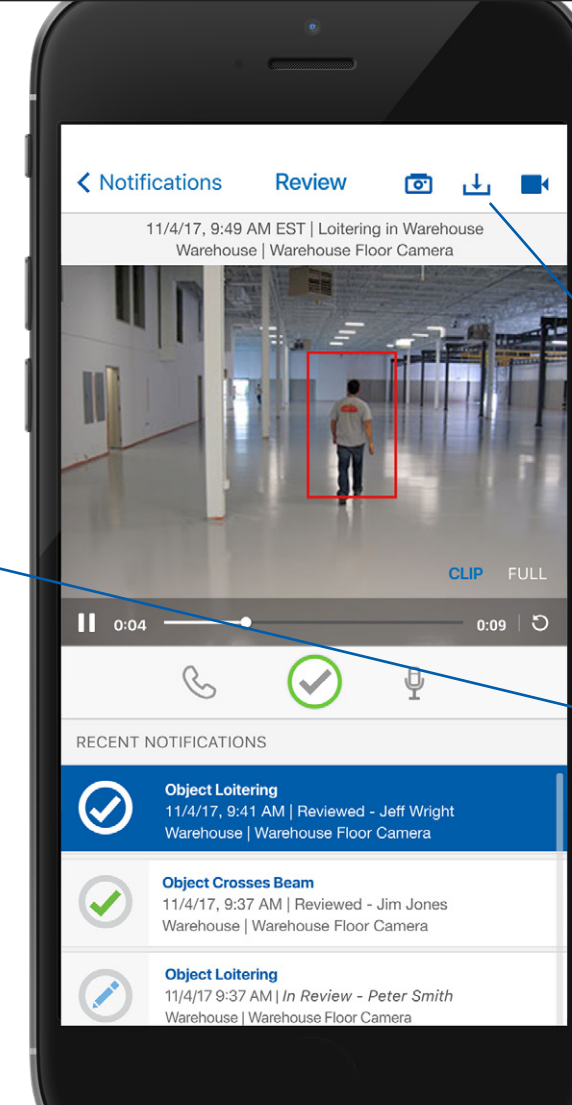 Notifications
Review
11/4/17, 9:49 AM EST | Loitering in Warehouse
Warehouse | Warehouse Floor Camera
CLIP FULL
0:04
0:09
RECENT NOTIFICATIONS
Object Loitering
11/4/17, 9:41 AM | Reviewed - Jeff Wright
Warehouse | Warehouse Floor Camera
Object Crosses Beam
11/4/17, 9:37 AM | Reviewed - Jim Jones
Warehouse | Warehouse Floor Camera
Object Loitering
11/4/17 9:37 AM | In Review - Peter Smith
Warehouse | Warehouse Floor Camera